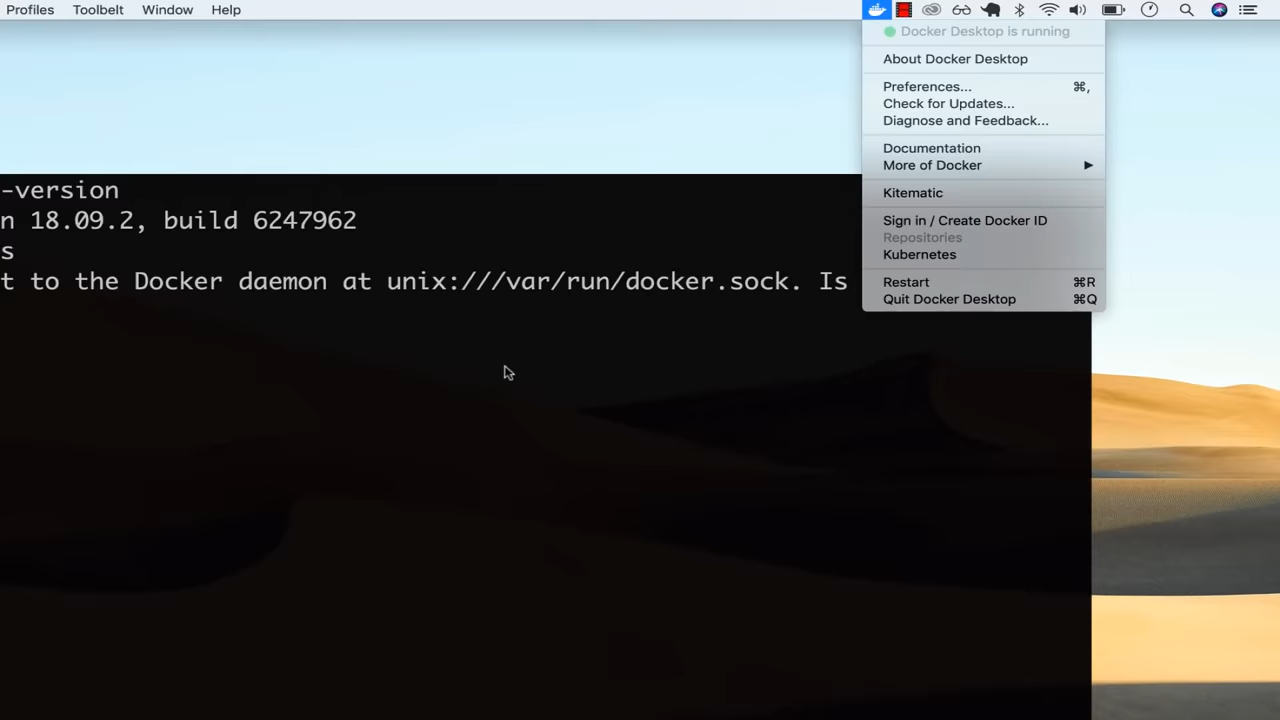 Profiles Toolbelt Window Help
Docker Desktop is running
About Docker Desktop
Preferences... ⌘,
Check for Updates...
Diagnose and Feedback...
Documentation
More of Docker ▶
Kitematic
Sign in / Create Docker ID
Repositories
Kubernetes
Restart ⌘R
Quit Docker Desktop ⌘Q
-version
n 18.09.2, build 6247962
s
t to the Docker daemon at unix:///var/run/docker.sock. Is